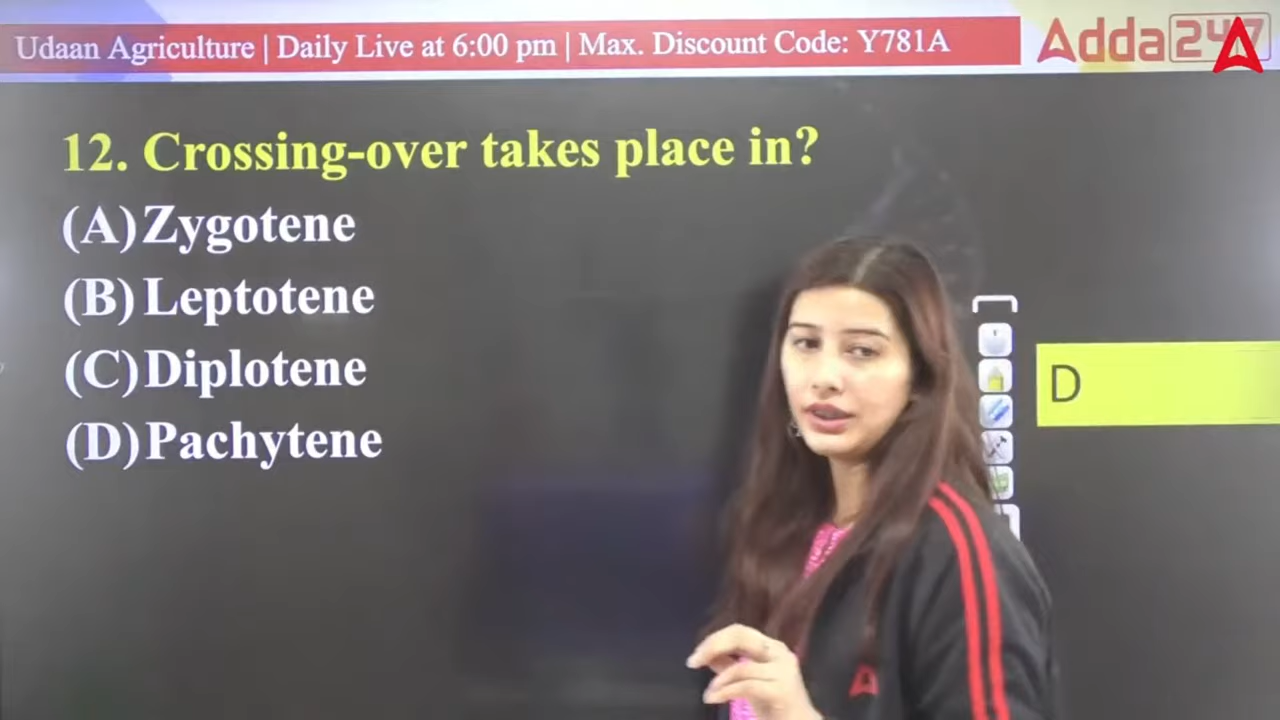 Udaan Agriculture | Daily Live at 6:00 pm | Max. Discount Code: Y781A
Adda247
12. Crossing-over takes place in?
(A) Zygotene
(B) Leptotene
(C) Diplotene
(D) Pachytene
D